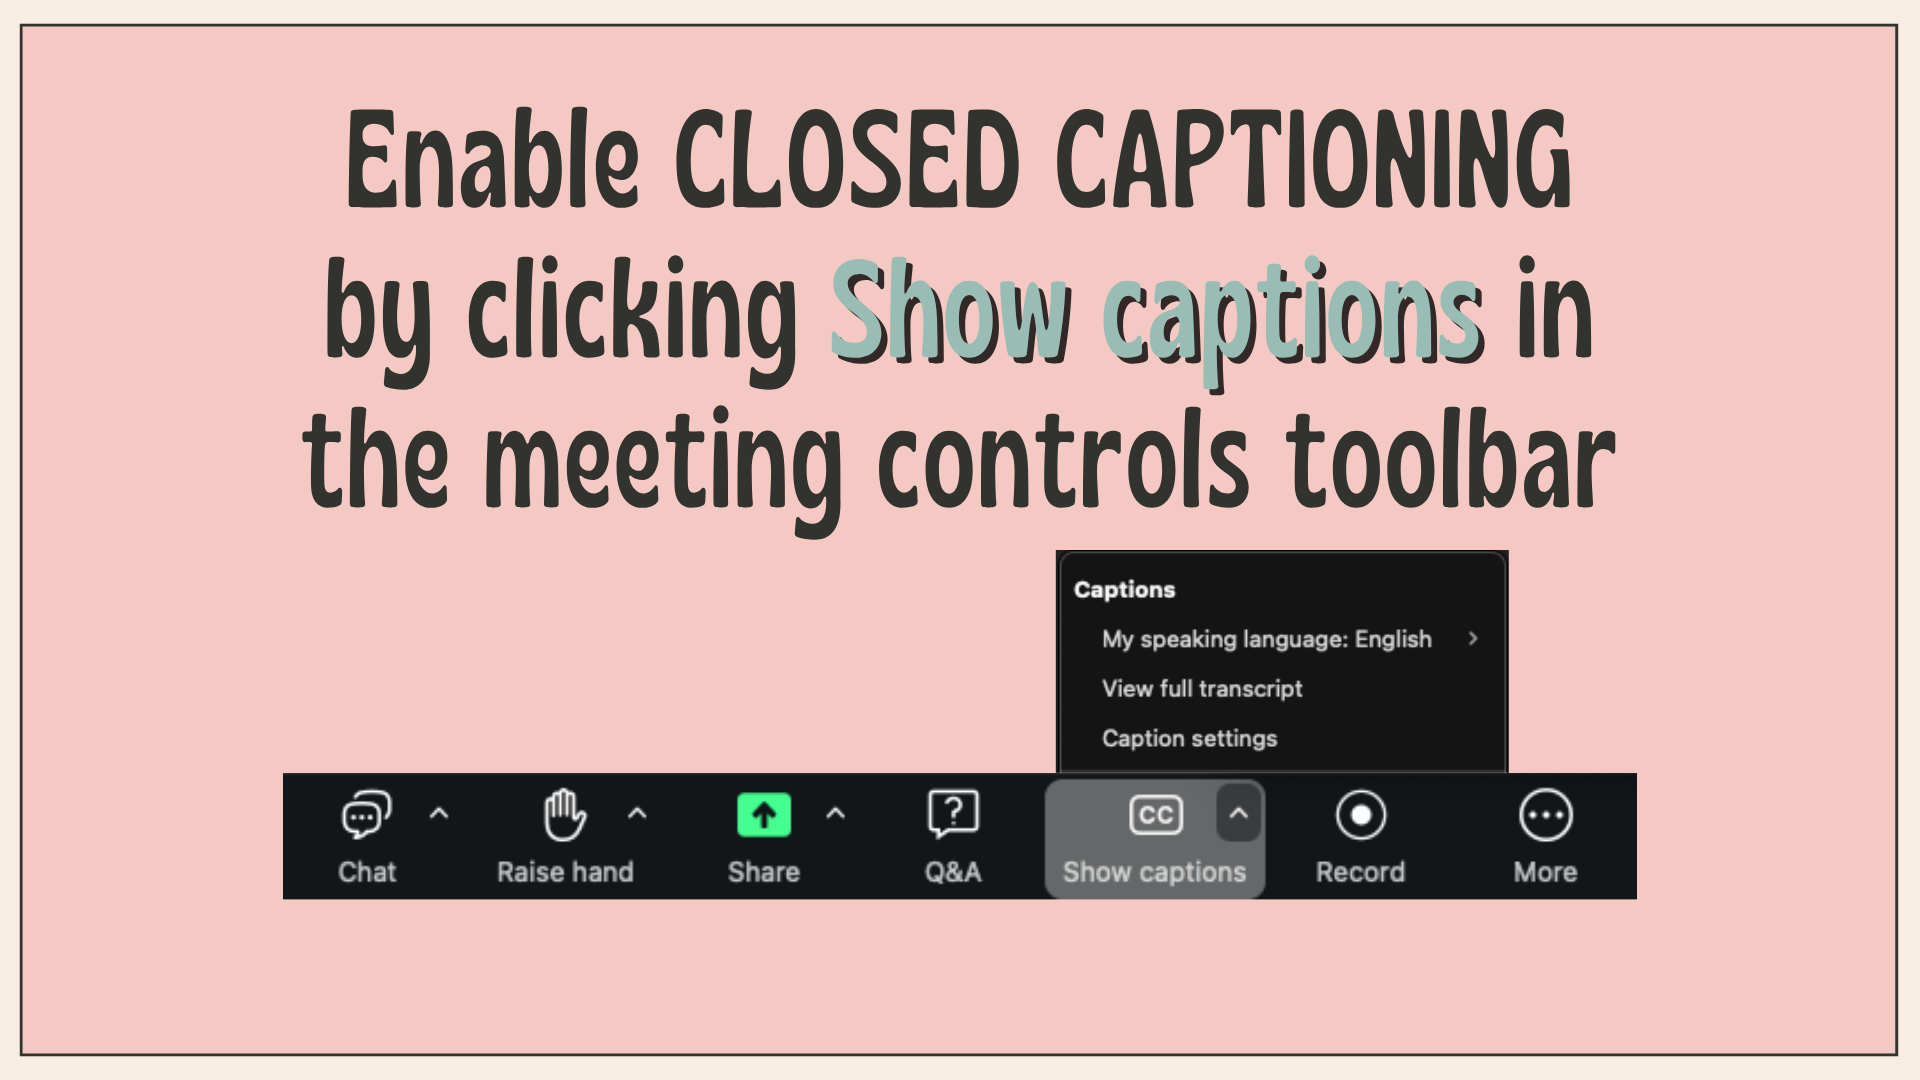 Enable CLOSED CAPTIONING
by clicking Show captions in
the meeting controls toolbar
Captions
My speaking language: English
View full transcript
Caption settings
CC
Chat Raise hand Share Q&A Show captions Record More